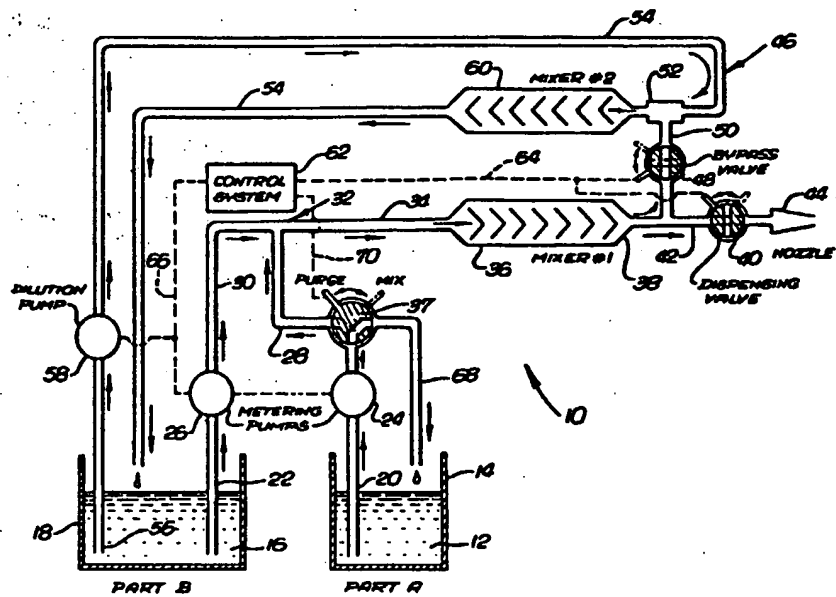 54
46
60
MIXER #2
52
54
50
62
64
BYPASS
VALVE
48
44
CONTROL
SYSTEM
32
34
40
NOZZLE
66
70
36
MIXER #1
38
42
DISPENSING
VALVE
30
PURGE
MIX
37
DILUTION
PUMP
58
28
68
10
26
METERING
PUMPS
24
22
20
14
18
56
16
12
PART B
PART A